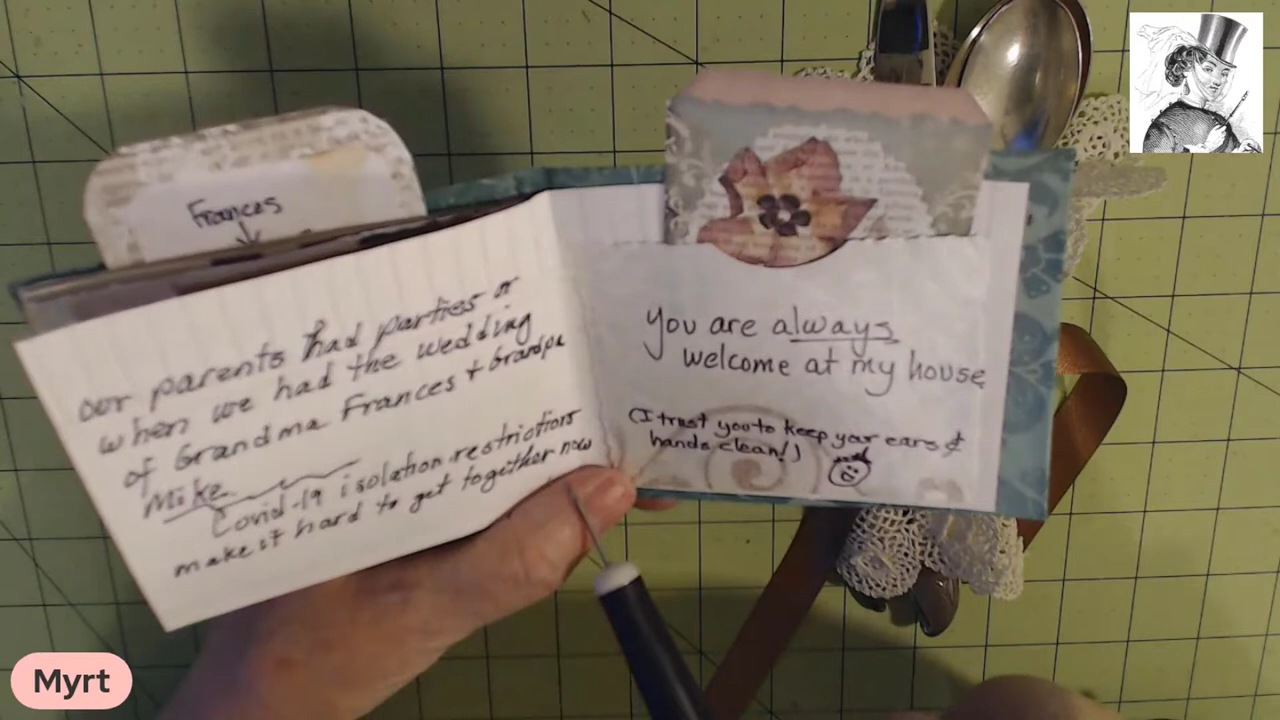 Frances
our parents had parties or
when we had the wedding
of Grandma Frances + Grandpa
Mike
Covid-19 isolation restrictions
make it hard to get together now
You are always
welcome at my house
(I trust you to keep your ears &
hands clean!)
Myrt